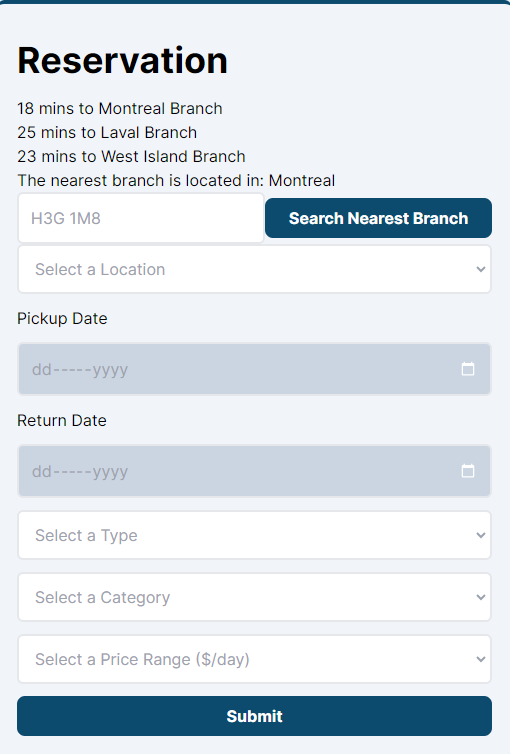 Reservation
18 mins to Montreal Branch
25 mins to Laval Branch
23 mins to West Island Branch
The nearest branch is located in: Montreal
H3G 1M8 Search Nearest Branch
Select a Location
Pickup Date
dd-----yyyy
Return Date
dd-----yyyy
Select a Type
Select a Category
Select a Price Range ($/day)
Submit